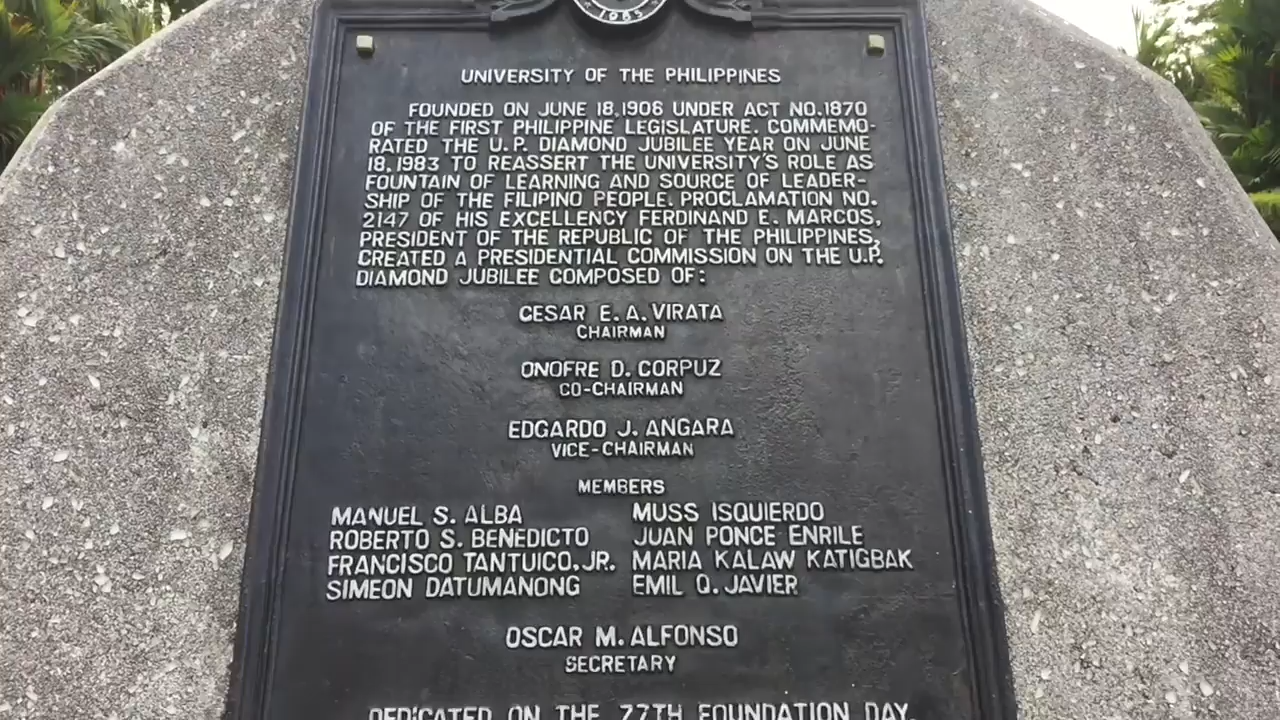 1983
UNIVERSITY OF THE PHILIPPINES
FOUNDED ON JUNE 18,1906 UNDER ACT NO.1870
OF THE FIRST PHILIPPINE LEGISLATURE. COMMEMO-
RATED THE U.P. DIAMOND JUBILEE YEAR ON JUNE
18,1983 TO REASSERT THE UNIVERSITY'S ROLE AS
FOUNTAIN OF LEARNING AND SOURCE OF LEADER-
SHIP OF THE FILIPINO PEOPLE. PROCLAMATION NO.
2147 OF HIS EXCELLENCY FERDINAND E. MARCOS,
PRESIDENT OF THE REPUBLIC OF THE PHILIPPINES,
CREATED A PRESIDENTIAL COMMISSION ON THE U.P.
DIAMOND JUBILEE COMPOSED OF:
CESAR E. A. VIRATA
CHAIRMAN
ONOFRE D. CORPUZ
CO-CHAIRMAN
EDGARDO J. ANGARA
VICE-CHAIRMAN
MEMBERS
MANUEL S. ALBA
ROBERTO S. BENEDICTO
FRANCISCO TANTUICO, JR.
SIMEON DATUMANONG
MUSS ISQUIERDO
JUAN PONCE ENRILE
MARIA KALAW KATIGBAK
EMIL Q. JAVIER
OSCAR M. ALFONSO
SECRETARY
DEDICATED ON THE 77TH FOUNDATION DAY,